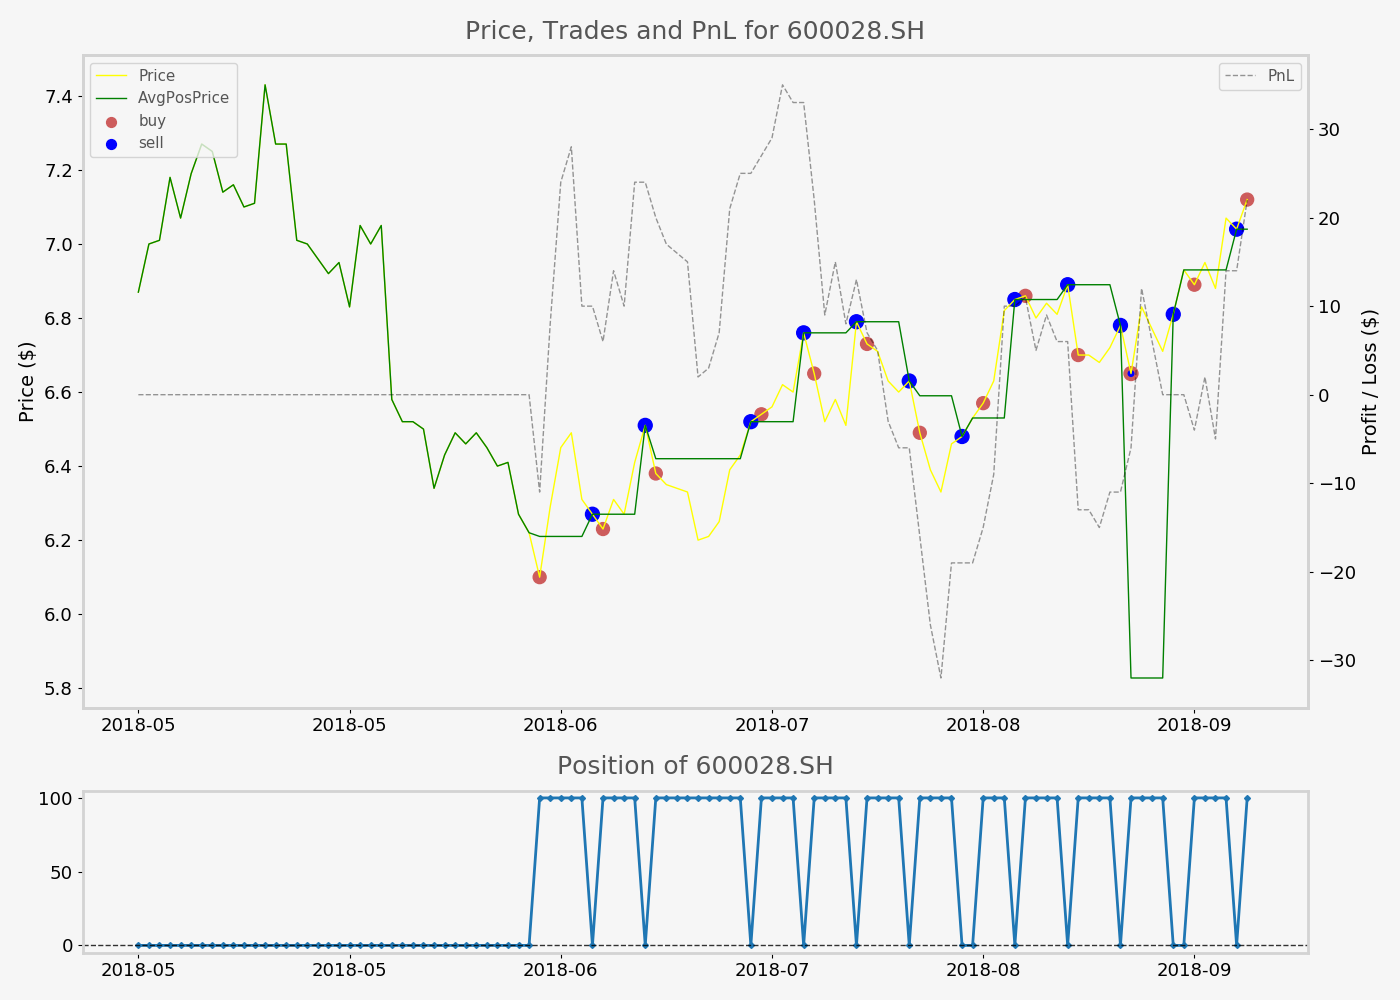 Price, Trades and PnL for 600028.SH
Price
AvgPosPrice
buy
sell
PnL
Price ($)
7.4
7.2
7.0
6.8
6.6
6.4
6.2
6.0
5.8
Profit / Loss ($)
30
20
10
0
−10
−20
−30
2018-05 2018-05 2018-06 2018-07 2018-08 2018-09
Position of 600028.SH
100
50
0
2018-05 2018-05 2018-06 2018-07 2018-08 2018-09